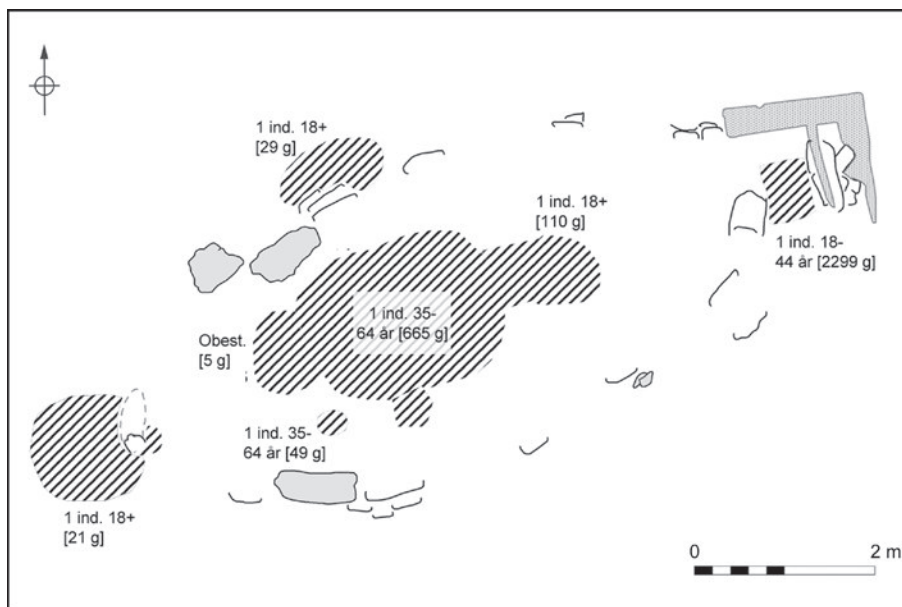 1 ind. 18+
[29 g]
1 ind. 18+
[110 g]
1 ind. 18-
44 år [2299 g]
1 ind. 35-
64 år [665 g]
Obest.
[5 g]
1 ind. 35-
64 år [49 g]
1 ind. 18+
[21 g]
0 2 m